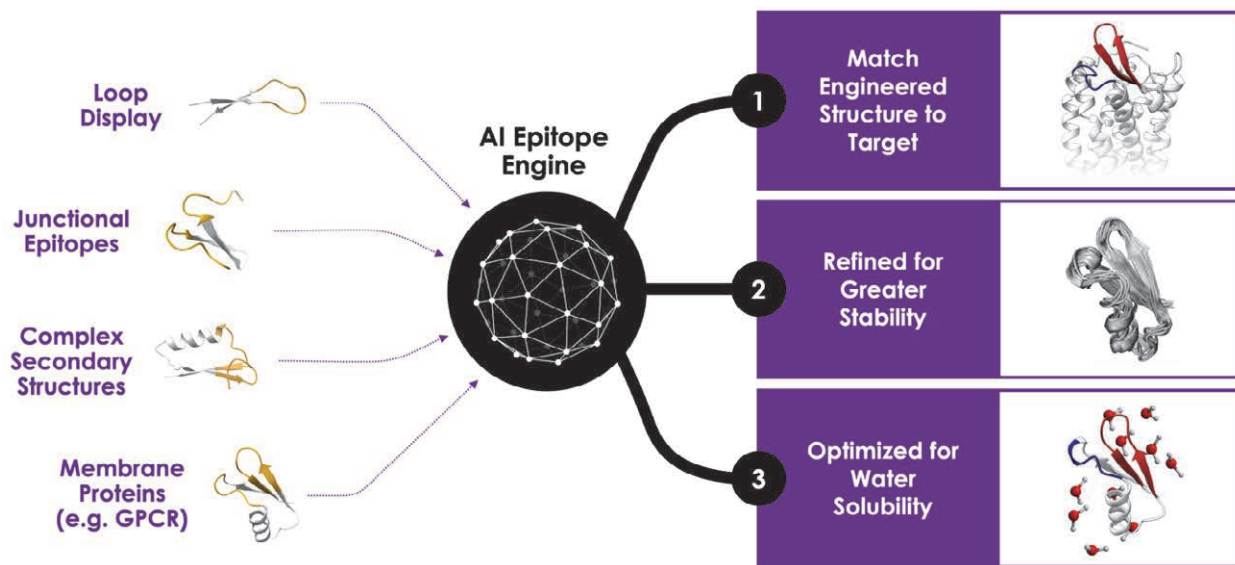 Loop
Display
Junctional
Epitopes
Complex
Secondary
Structures
Membrane
Proteins
(e.g. GPCR)
AI Epitope
Engine
1
Match
Engineered
Structure to
Target
2
Refined for
Greater
Stability
3
Optimized for
Water
Solubility